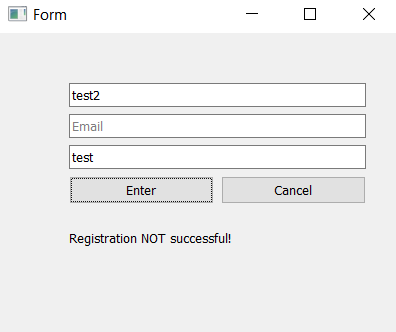 Form
test2
Email
test
Enter Cancel
Registration NOT successful!